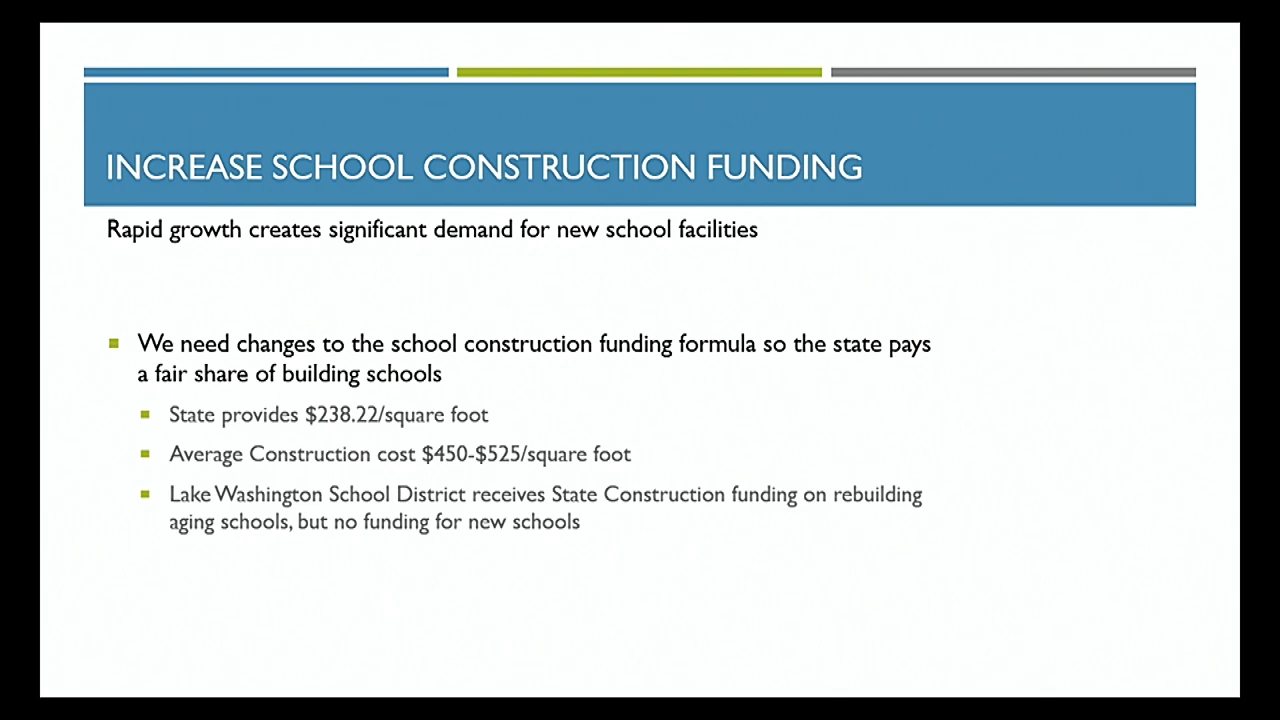 INCREASE SCHOOL CONSTRUCTION FUNDING
Rapid growth creates significant demand for new school facilities
We need changes to the school construction funding formula so the state pays
a fair share of building schools
State provides $238.22/square foot
Average Construction cost $450-$525/square foot
Lake Washington School District receives State Construction funding on rebuilding
aging schools, but no funding for new schools